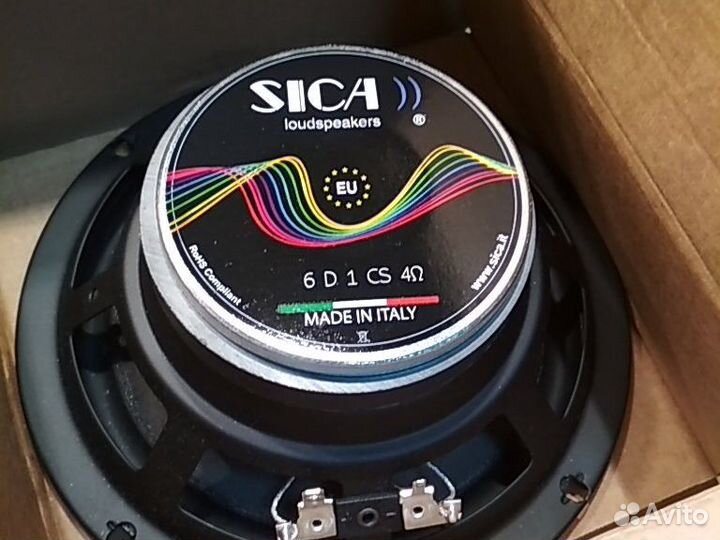 SICA
loudspeakers ®
EU
6 D 1 CS 4Ω
MADE IN ITALY
RoHS Compliant
www.sica.it
Avito